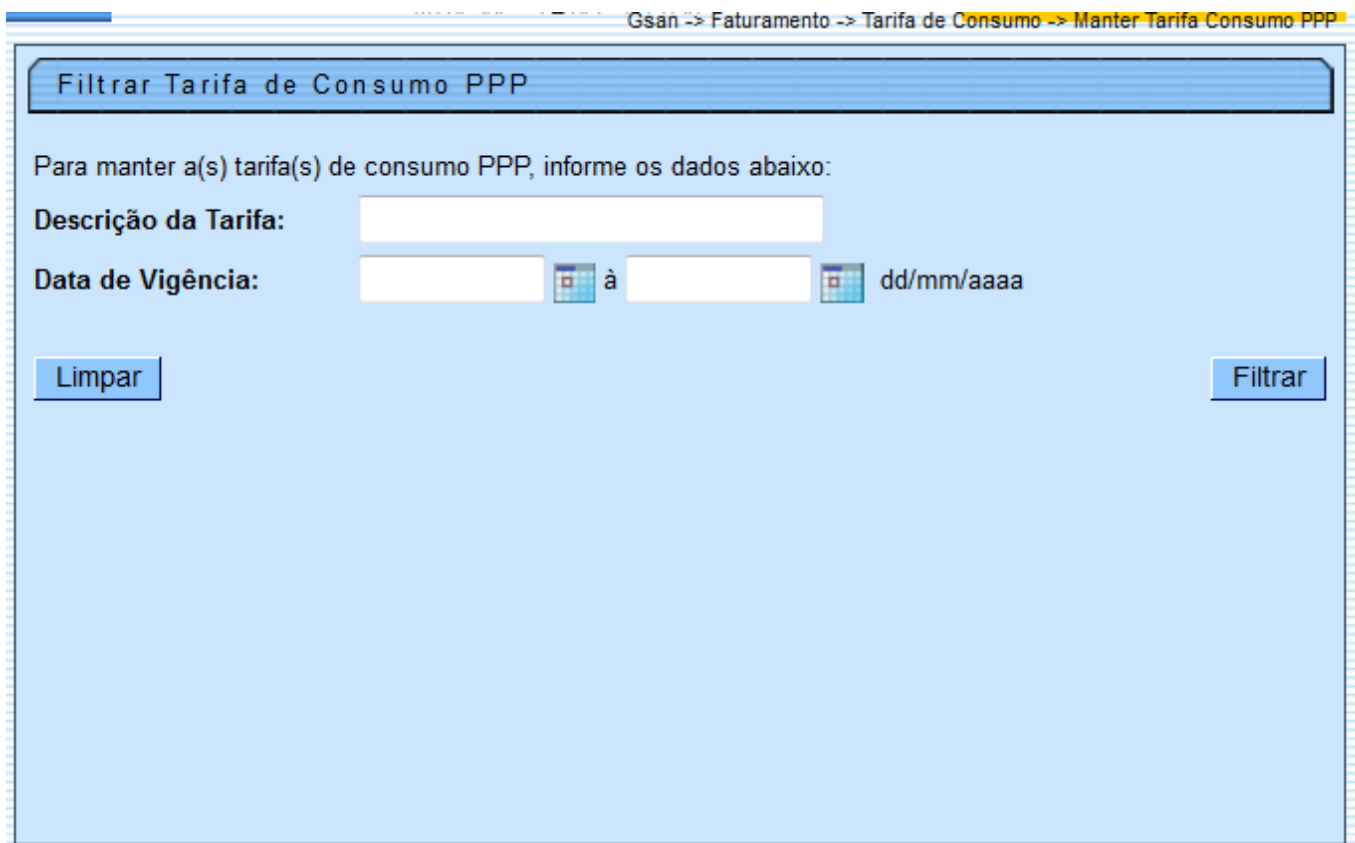 Gsan -> Faturamento -> Tarifa de Consumo -> Manter Tarifa Consumo PPP
Filtrar Tarifa de Consumo PPP
Para manter a(s) tarifa(s) de consumo PPP, informe os dados abaixo:
Descrição da Tarifa:
Data de Vigência: à dd/mm/aaaa
Limpar Filtrar